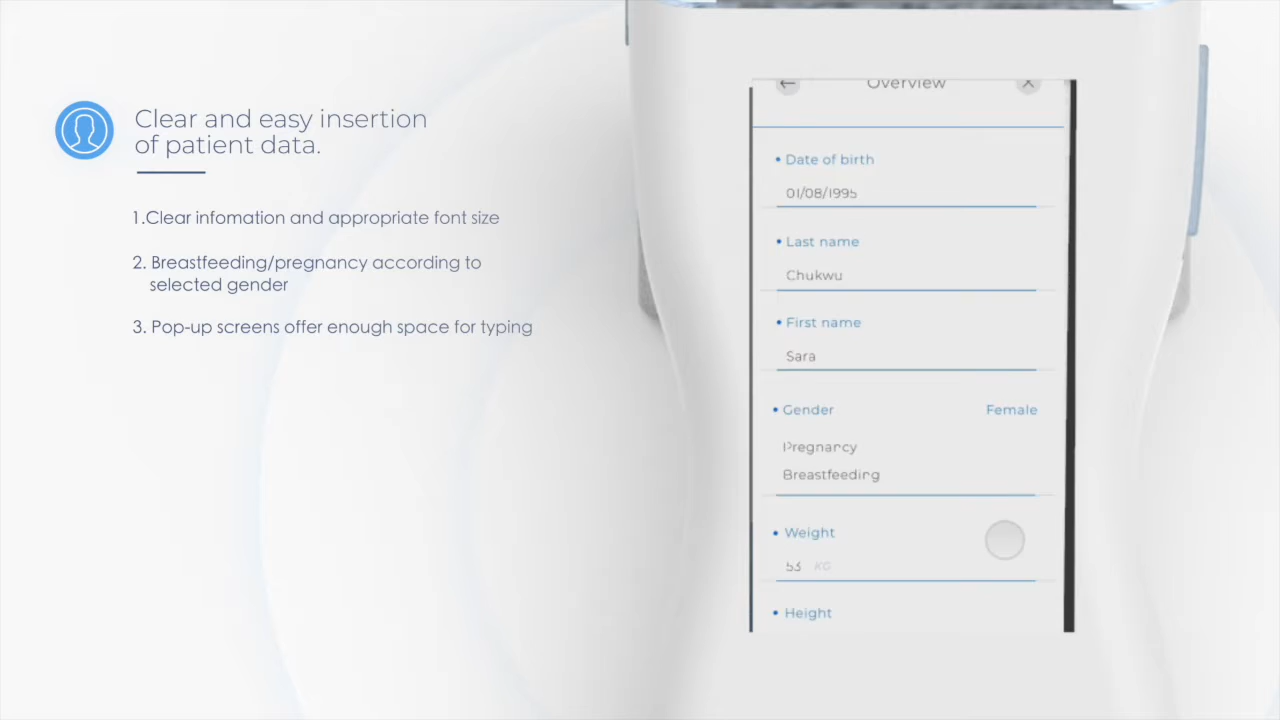 Clear and easy insertion
of patient data.
1.Clear infomation and appropriate font size
2. Breastfeeding/pregnancy according to
selected gender
3. Pop-up screens offer enough space for typing
Overview
• Date of birth
01/08/1995
• Last name
Chukwu
• First name
Sara
• Gender Female
Pregnancy
Breastfeeding
• Weight
53 KG
• Height